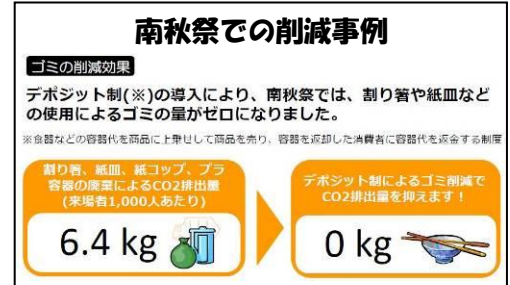 南秋祭での削減事例
ゴミの削減効果
デポジット制(※)の導入により、南秋祭では、割り箸や紙皿など
の使用によるゴミの量がゼロになりました。
※食器などの容器代を商品に上乗せして商品を売り、容器を返却した消費者に容器代を返金する制度
割り箸、紙皿、紙コップ、プラ
容器の廃棄によるCO2排出量
(来場者1,000人あたり)
6.4 kg
デポジット制によるゴミ削減で
CO2排出量を抑えます！
0 kg